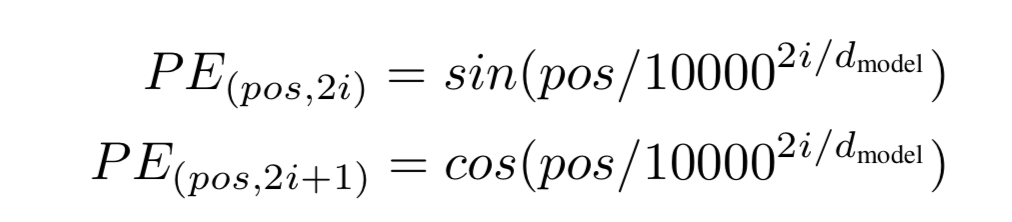 PE_{(pos,2i)} = sin(pos/10000^{2i/d_{model}})
PE_{(pos,2i+1)} = cos(pos/10000^{2i/d_{model}})